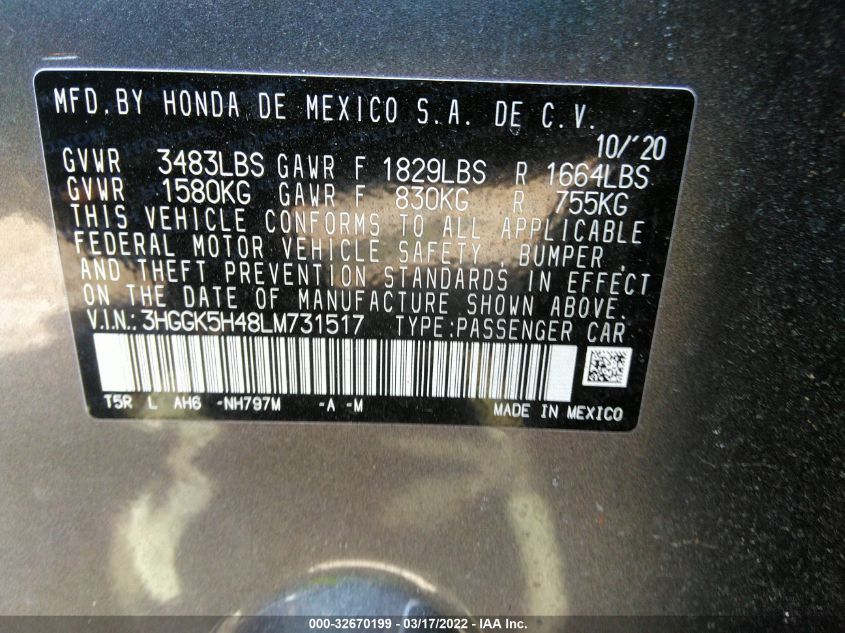 MFD. BY HONDA DE MEXICO S.A. DE C.V.
10/'20
GVWR 3483LBS GAWR F 1829LBS R 1664LBS
GVWR 1580KG GAWR F 830KG R 755KG
THIS VEHICLE CONFORMS TO ALL APPLICABLE
FEDERAL MOTOR VEHICLE SAFETY, BUMPER,
AND THEFT PREVENTION STANDARDS IN EFFECT
ON THE DATE OF MANUFACTURE SHOWN ABOVE.
V.I.N.: 3HGGK5H48LM731517 TYPE:PASSENGER CAR
T5R L AH6 -NH797M -A -M MADE IN MEXICO
000-32670199 - 03/17/2022 - IAA Inc.